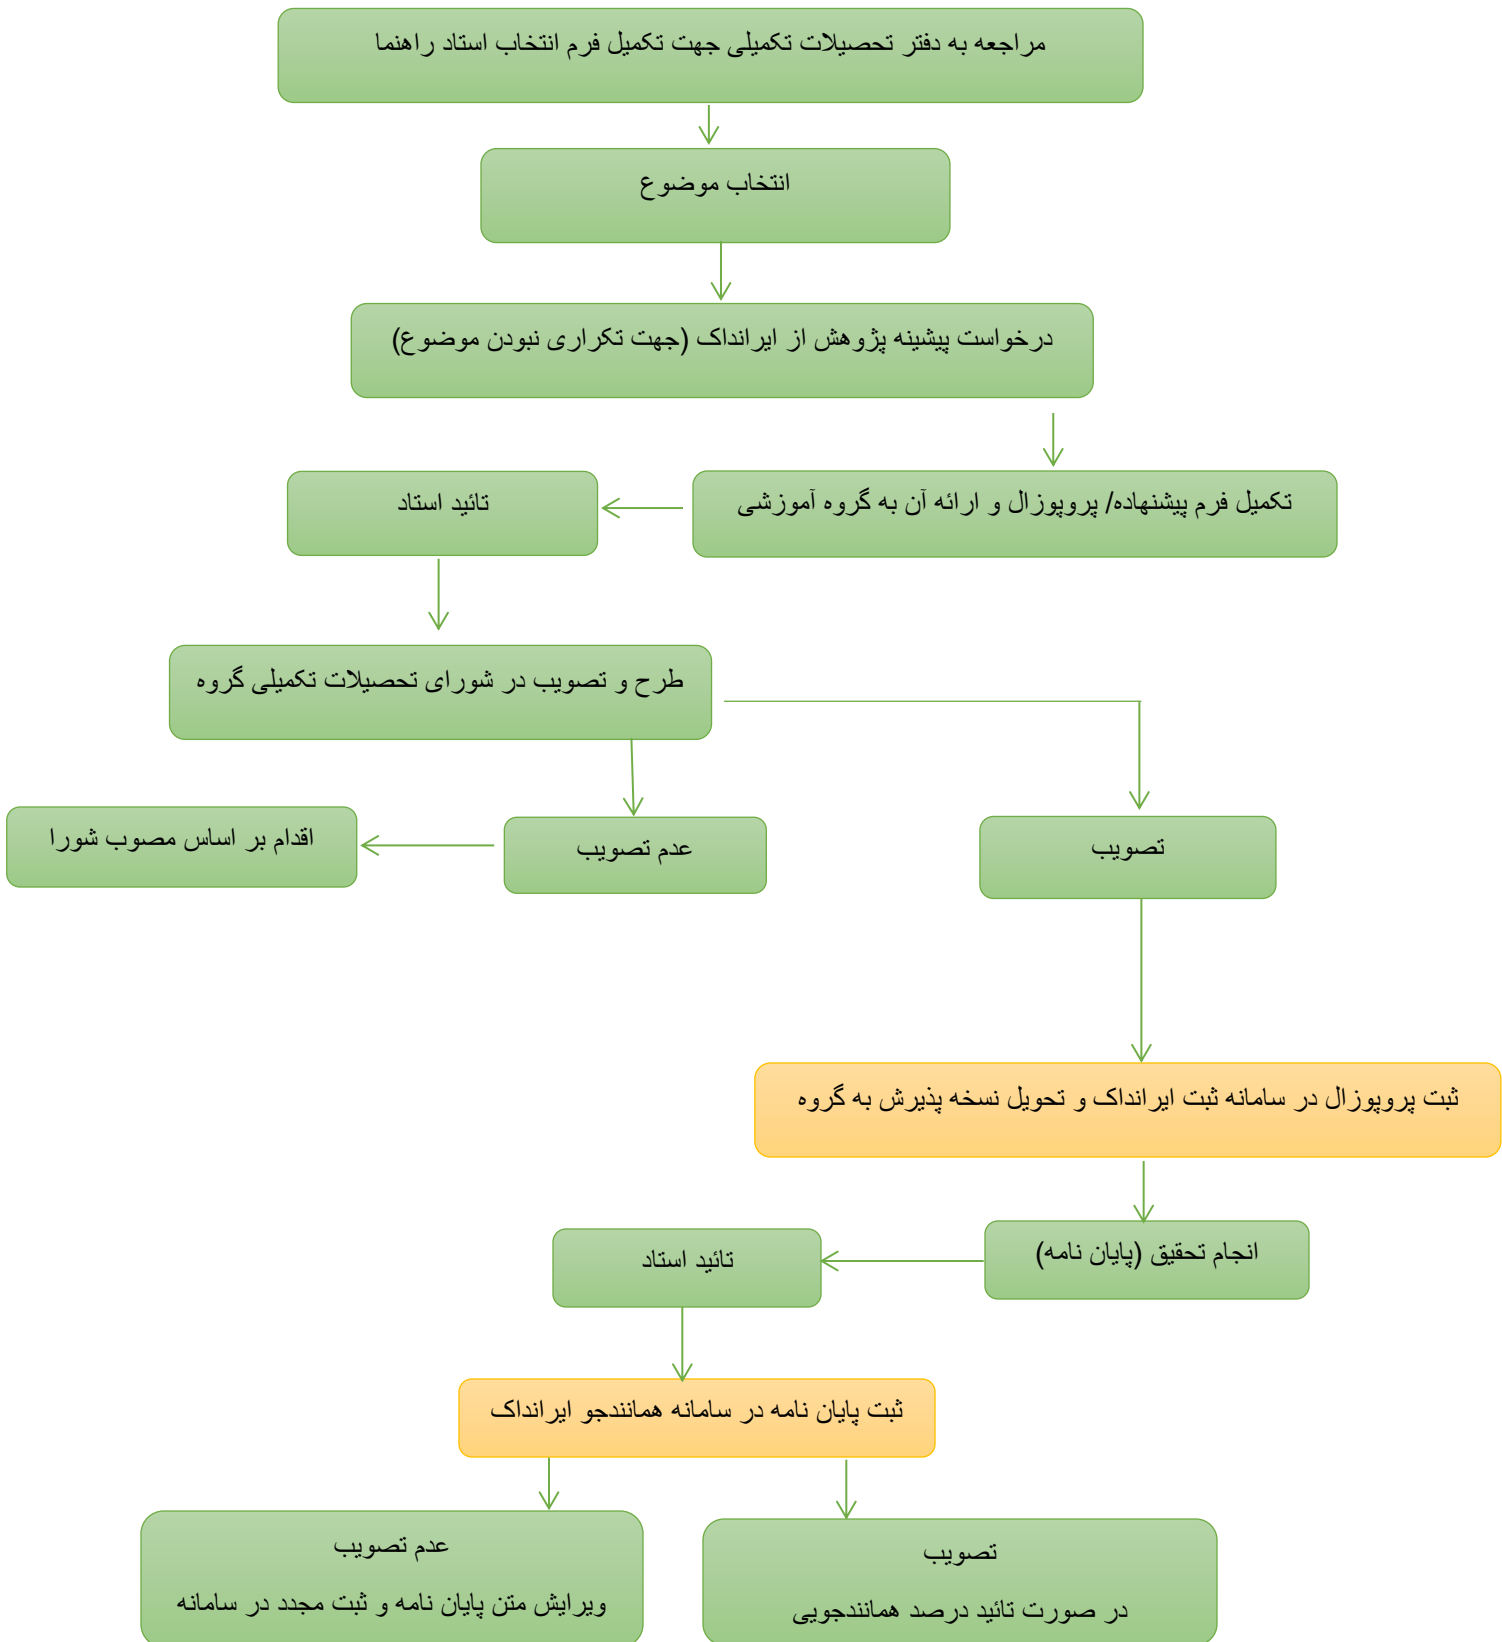 مراجعه به دفتر تحصیلات تکمیلی جهت تکمیل فرم انتخاب استاد راهنما
انتخاب موضوع
درخواست پیشینه پژوهش از ایرانداک (جهت تکراری نبودن موضوع)
تکمیل فرم پیشنهاده/ پروپوزال و ارائه آن به گروه آموزشی
تائید استاد
طرح و تصویب در شورای تحصیلات تکمیلی گروه
تصویب
عدم تصویب
اقدام بر اساس مصوب شورا
ثبت پروپوزال در سامانه ثبت ایرانداک و تحویل نسخه پذیرش به گروه
انجام تحقیق (پایان نامه)
تائید استاد
ثبت پایان نامه در سامانه همانندجو ایرانداک
تصویب
در صورت تائید درصد همانندجویی
عدم تصویب
ویرایش متن پایان نامه و ثبت مجدد در سامانه